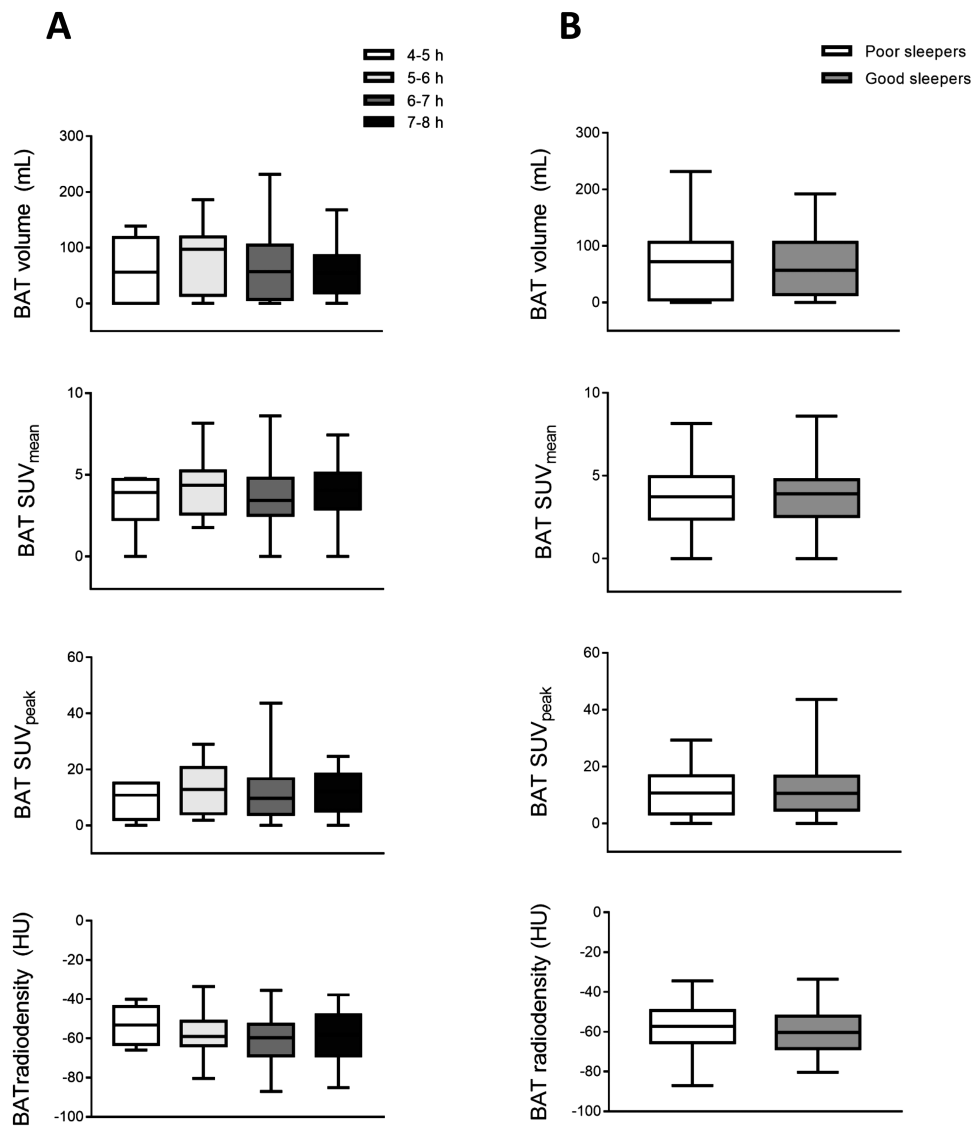 A
4-5 h
5-6 h
6-7 h
7-8 h
BAT volume (mL)
300
200
100
0
BAT SUVmean
10
5
0
BAT SUVpeak
60
40
20
0
BATradiodensity (HU)
0
-20
-40
-60
-80
-100
B
Poor sleepers
Good sleepers
BAT volume (mL)
300
200
100
0
BAT SUVmean
10
5
0
BAT SUVpeak
60
40
20
0
BAT radiodensity (HU)
0
-20
-40
-60
-80
-100